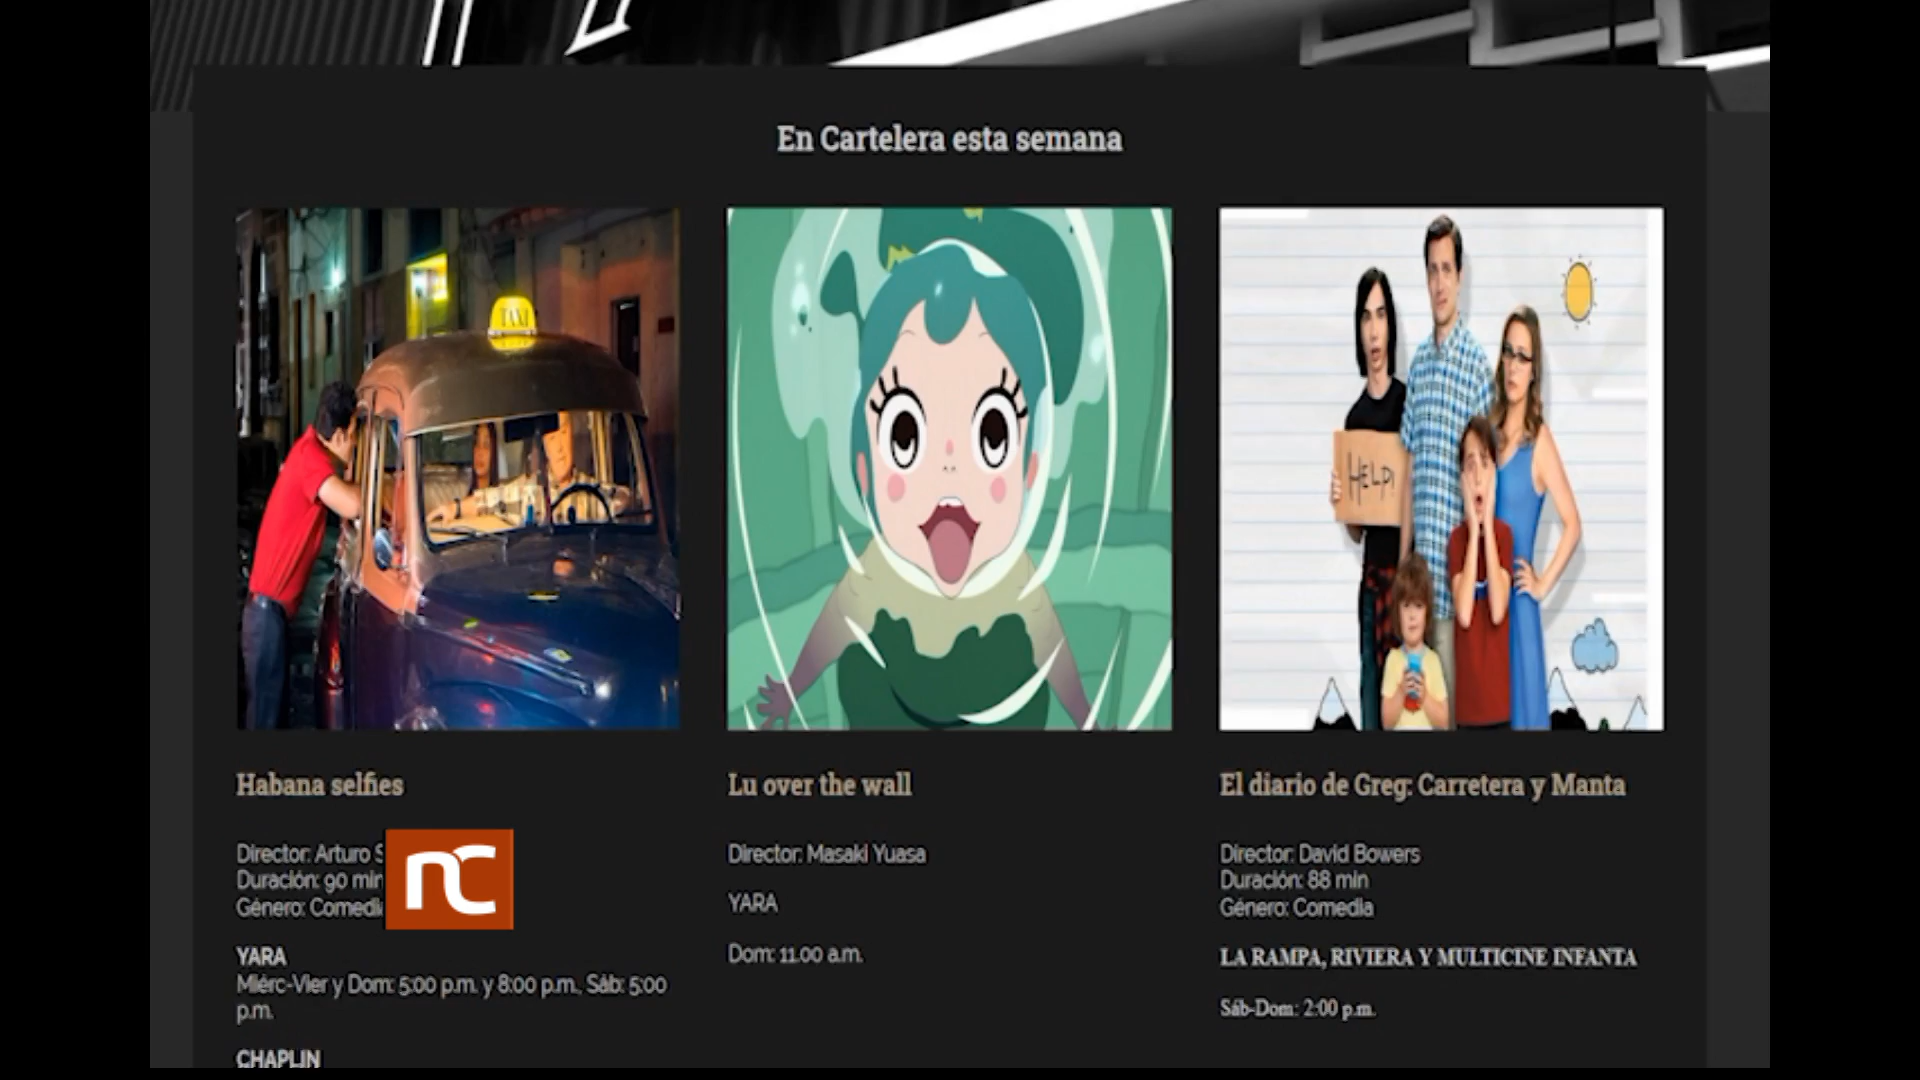 En Cartelera esta semana
TAXI
HELP!
Habana selfies
Director: Arturo
Duración: 90 min
Género:
nc
YARA
Miérc-Vier y Dom: 5:00 p.m. y 8:00 p.m., Sáb: 5:00
p.m.
CHAPLIN
Lu over the wall
Director: Masaki Yuasa
YARA
Dom: 11.00 a.m.
El diario de Greg: Carretera y Manta
Director: David Bowers
Duración: 88 min
Género: Comedia
LA RAMPA, RIVIERA Y MULTICINE INFANTA
Sáb-Dom: 2:00 p.m.